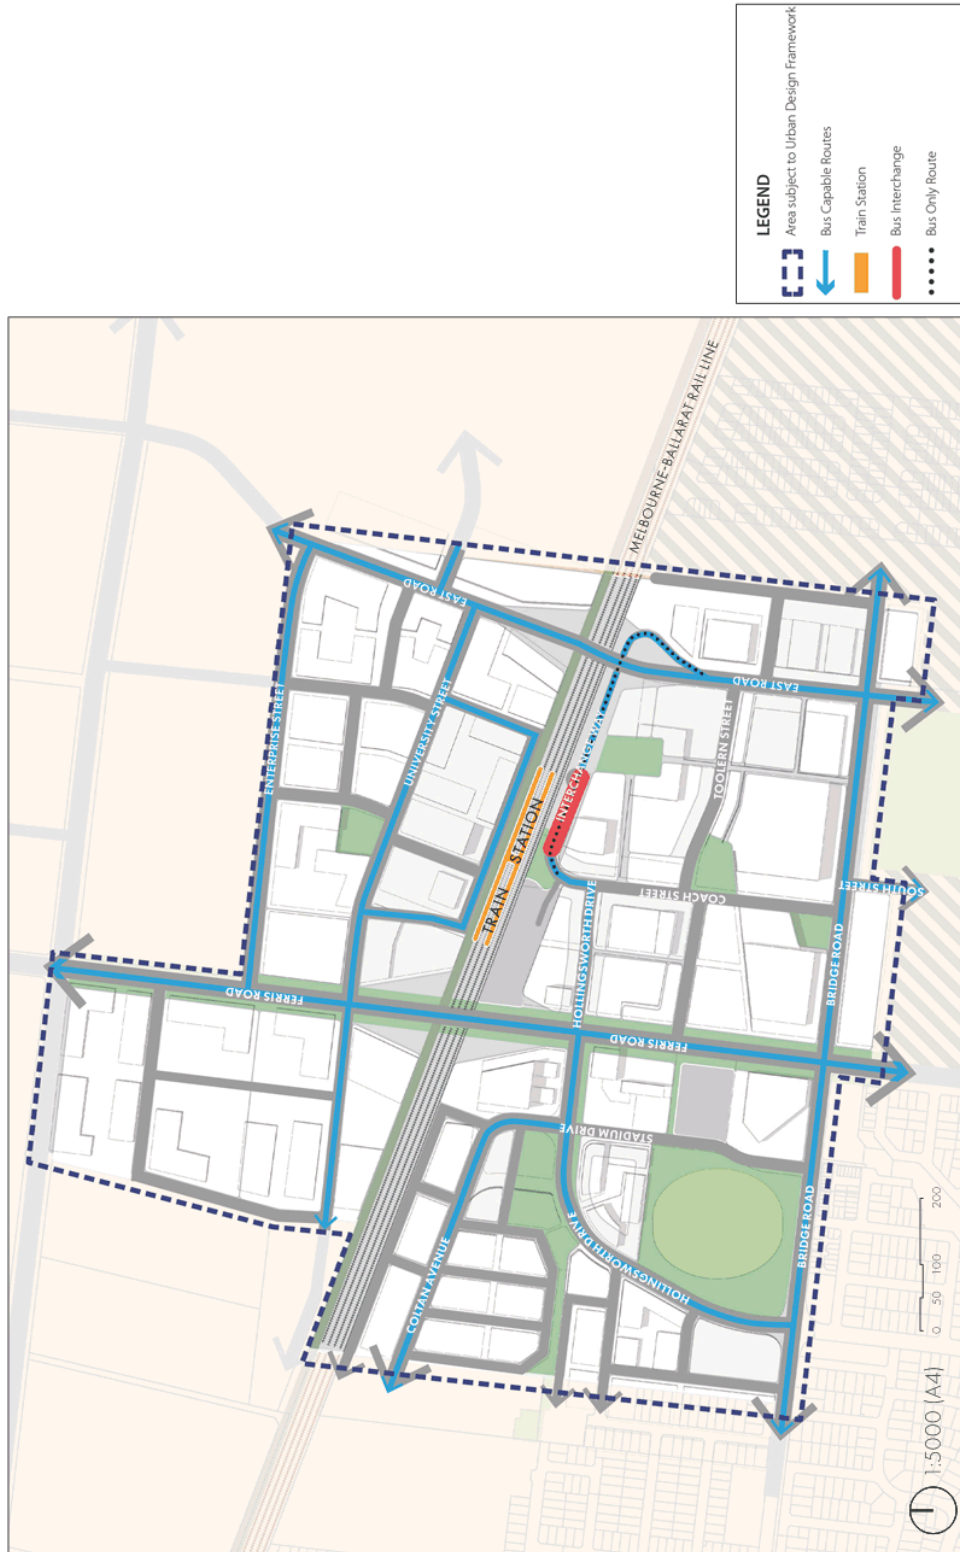 LEGEND
Area subject to Urban Design Framework
Bus Capable Routes
Train Station
Bus Interchange
Bus Only Route
MELBOURNE-BALLARAT RAIL LINE
EAST ROAD
ENTERPRISE STREET
UNIVERSITY STREET
INTERCHANGE WAY
TRAIN STATION
TOOLERN STREET
EAST ROAD
FERRIS ROAD
HOLLINGSWORTH DRIVE
COACH STREET
SOUTH STREET
BRIDGE ROAD
FERRIS ROAD
STADIUM DRIVE
COLTAN AVENUE
HOLLINGSWORTH DRIVE
HOLLINGSWORTH
BRIDGE ROAD
0 50 100 200
1:5000 (A4)